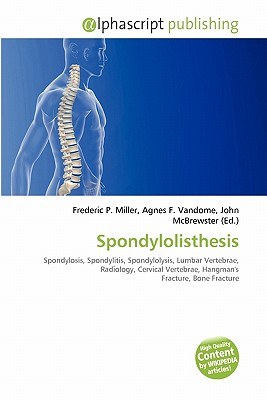 alphascript publishing
Frederic P. Miller, Agnes F. Vandome, John
McBrewster (Ed.)
Spondylolisthesis
Spondylosis, Spondylitis, Spondylolysis, Lumbar Vertebrae,
Radiology, Cervical Vertebrae, Hangman's
Fracture, Bone Fracture
High Quality
Content
by WIKIPEDIA
articles!